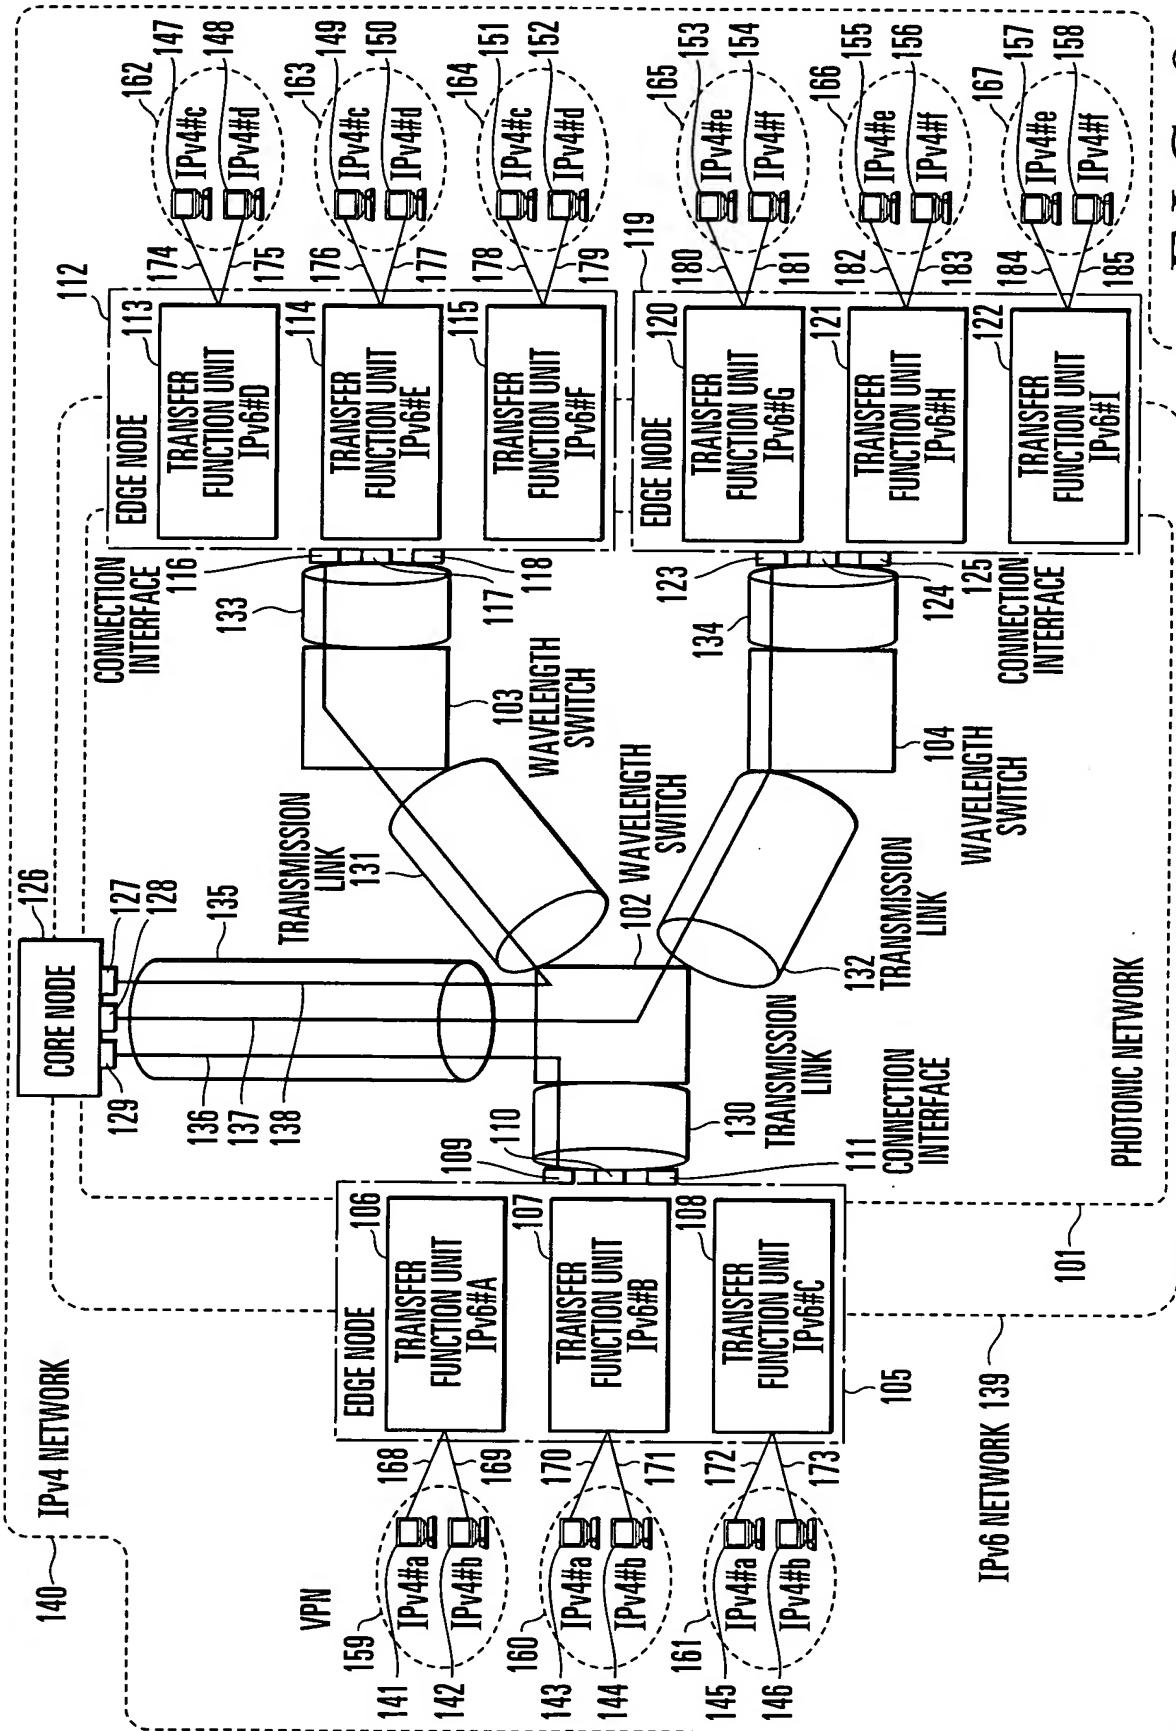 140
IPv4 NETWORK
VPN
159
141
IPv4#a
142
IPv4#b
168
169
160
143
IPv4#a
144
IPv4#b
170
171
161
145
IPv4#a
146
IPv4#b
172
173
EDGE NODE
106
TRANSFER
FUNCTION UNIT
IPv6#A
107
TRANSFER
FUNCTION UNIT
IPv6#B
108
TRANSFER
FUNCTION UNIT
IPv6#C
105
109
110
111
CONNECTION
INTERFACE
130
TRANSMISSION
LINK
IPv6 NETWORK 139
101
PHOTONIC NETWORK
CORE NODE
126
127
128
129
135
136
137
138
102
WAVELENGTH
SWITCH
TRANSMISSION
LINK
131
132
TRANSMISSION
LINK
103
WAVELENGTH
SWITCH
104
WAVELENGTH
SWITCH
133
134
CONNECTION
INTERFACE
116
117
118
123
124
125
CONNECTION
INTERFACE
112
EDGE NODE
113
TRANSFER
FUNCTION UNIT
IPv6#D
114
TRANSFER
FUNCTION UNIT
IPv6#E
115
TRANSFER
FUNCTION UNIT
IPv6#F
119
EDGE NODE
120
TRANSFER
FUNCTION UNIT
IPv6#G
121
TRANSFER
FUNCTION UNIT
IPv6#H
122
TRANSFER
FUNCTION UNIT
IPv6#I
174
175
162
147
IPv4#c
148
IPv4#d
176
177
163
149
IPv4#c
150
IPv4#d
178
179
164
151
IPv4#c
152
IPv4#d
180
181
165
153
IPv4#e
154
IPv4#f
182
183
166
155
IPv4#e
156
IPv4#f
184
185
167
157
IPv4#e
158
IPv4#f